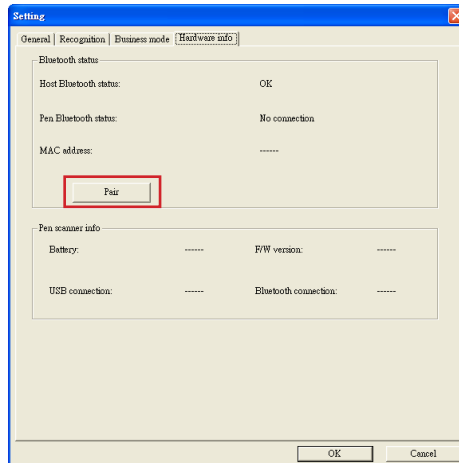 Setting
General Recognition Business mode Hardware info
Bluetooth status
Host Bluetooth status: OK
Pen Bluetooth status: No connection
MAC address: ------
Pair
Pen scanner info
Battery: ------ F/W version: ------
USB connection: ------ Bluetooth connection: ------
OK Cancel